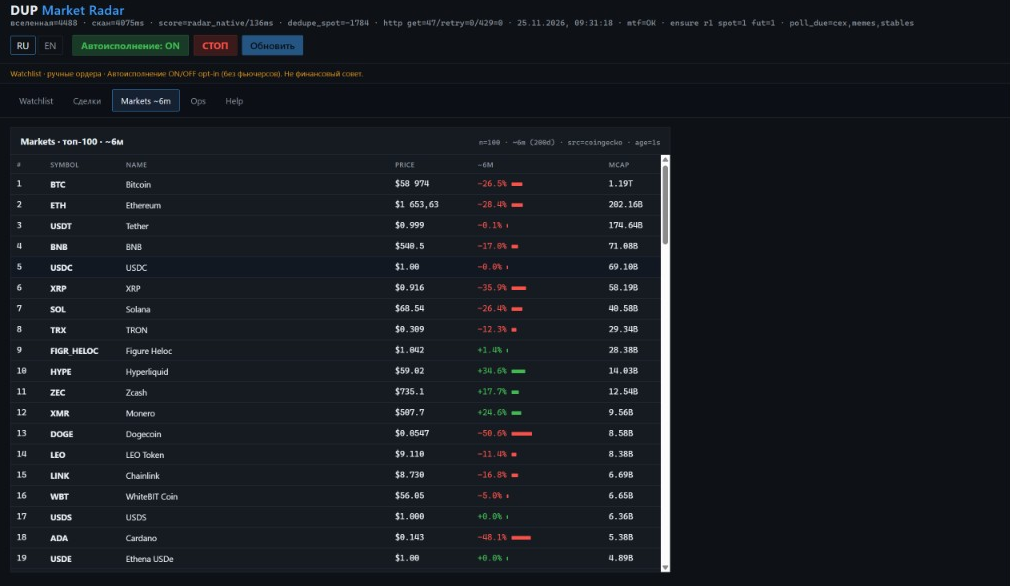 DUP Market Radar
вселенная=4488 · скан=4075ms · score=radar_native/136ms · dedupe_spot=-1784 · http get=47/retry=0/429=0 · 25.11.2026, 09:31:18 · mtf=OK · ensure r1 spot=1 fut=1 · poll_due=cex,memes,stables
RU EN Автоисполнение: ON СТОП Обновить
Watchlist · ручные ордера · Автоисполнение ON/OFF opt-in (без фьючерсов). Не финансовый совет.
Watchlist Сделки Markets ~6m Ops Help
Markets · топ-100 · ~6м n=100 · ~6m (200d) · src=coingecko · age=1s
# SYMBOL NAME PRICE ~6M MCAP
1 BTC Bitcoin $58 974 -26.5% 1.19T
2 ETH Ethereum $1 653,63 -28.4% 202.16B
3 USDT Tether $0.999 -0.1% 174.64B
4 BNB BNB $540.5 -17.0% 71.08B
5 USDC USDC $1.00 -0.0% 69.10B
6 XRP XRP $0.916 -35.9% 58.19B
7 SOL Solana $68.54 -26.4% 40.58B
8 TRX TRON $0.309 -12.3% 29.34B
9 FIGR_HELOC Figure Heloc $1.042 +1.4% 28.38B
10 HYPE Hyperliquid $59.02 +34.6% 14.03B
11 ZEC Zcash $735.1 +17.7% 12.54B
12 XMR Monero $507.7 +24.6% 9.56B
13 DOGE Dogecoin $0.0547 -50.6% 8.58B
14 LEO LEO Token $9.110 -11.4% 8.38B
15 LINK Chainlink $8.730 -16.8% 6.69B
16 WBT WhiteBIT Coin $56.05 -5.0% 6.65B
17 USDS USDS $1.000 +0.0% 6.36B
18 ADA Cardano $0.143 -48.1% 5.38B
19 USDE Ethena USDe $1.00 +0.0% 4.89B